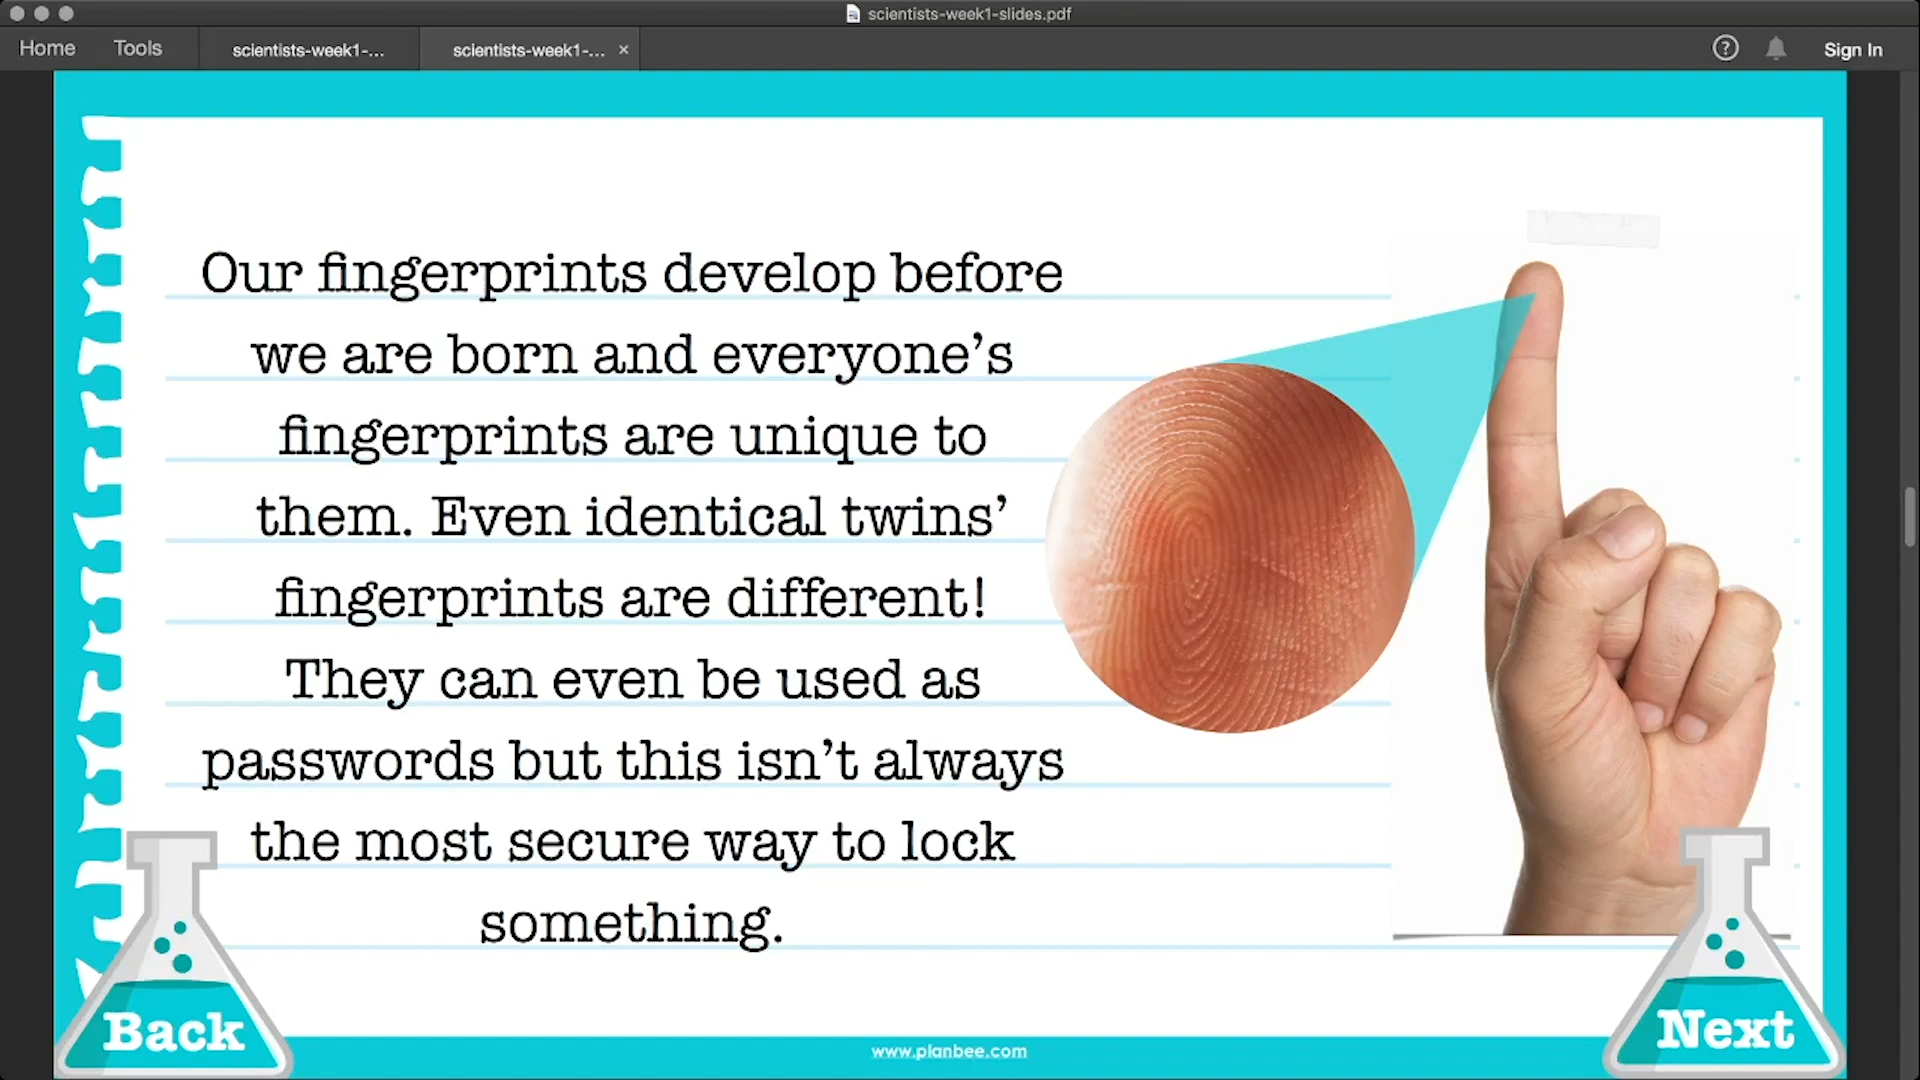 scientists-week1-slides.pdf
Home Tools scientists-week1-... scientists-week1-... × ? Sign In
Our fingerprints develop before
we are born and everyone’s
fingerprints are unique to
them. Even identical twins’
fingerprints are different!
They can even be used as
passwords but this isn’t always
the most secure way to lock
something.
Back
Next
www.planbee.com